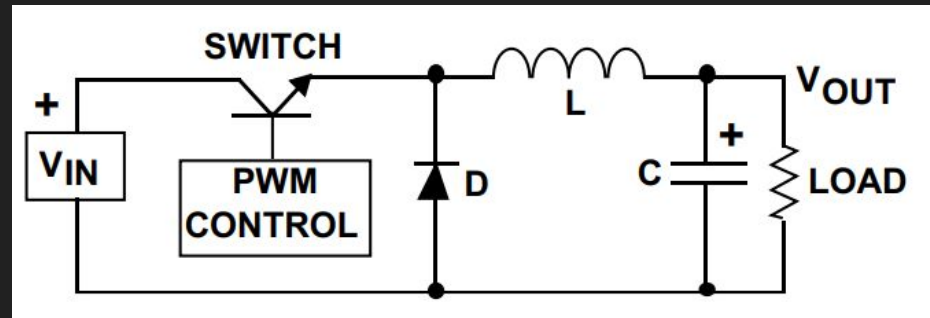 SWITCH
+
VIN
PWM
CONTROL
D
L
C
+
VOUT
LOAD